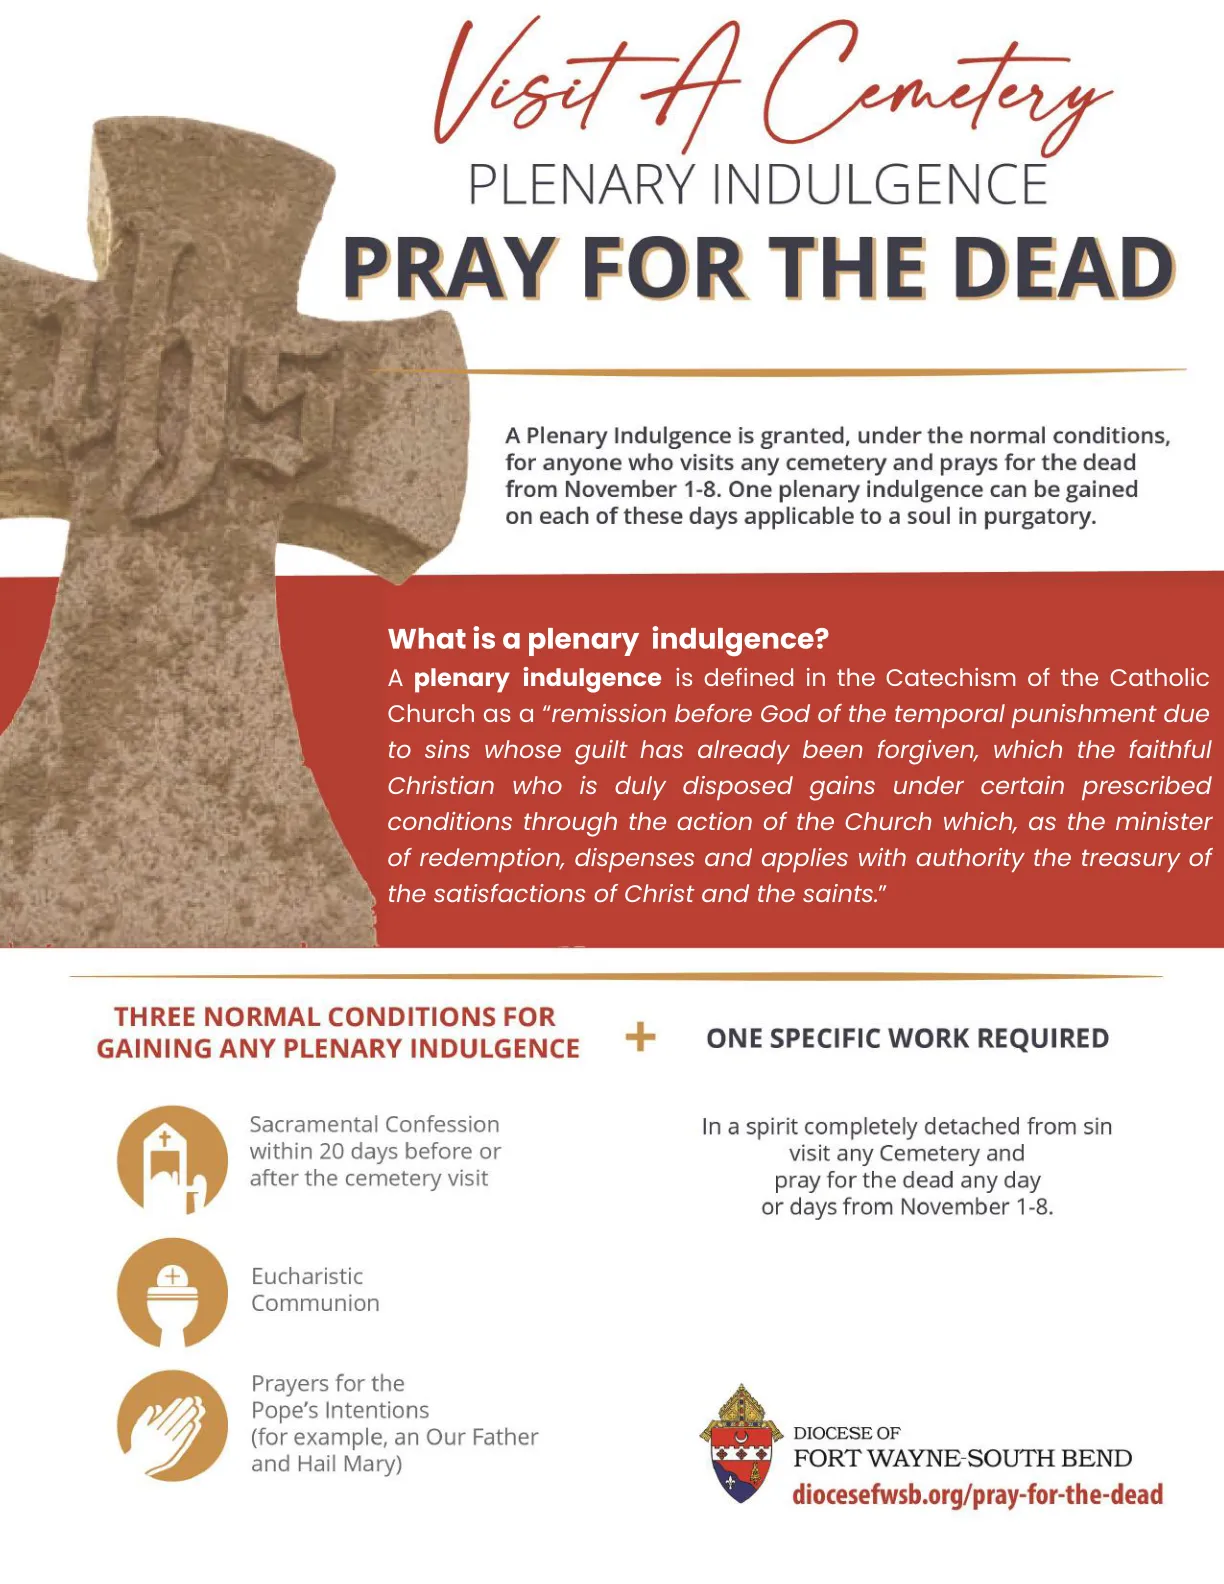 Visit A Cemetery
PLENARY INDULGENCE
PRAY FOR THE DEAD
A Plenary Indulgence is granted, under the normal conditions,
for anyone who visits any cemetery and prays for the dead
from November 1-8. One plenary indulgence can be gained
on each of these days applicable to a soul in purgatory.
What is a plenary indulgence?
A plenary indulgence is defined in the Catechism of the Catholic
Church as a “remission before God of the temporal punishment due
to sins whose guilt has already been forgiven, which the faithful
Christian who is duly disposed gains under certain prescribed
conditions through the action of the Church which, as the minister
of redemption, dispenses and applies with authority the treasury of
the satisfactions of Christ and the saints.”
THREE NORMAL CONDITIONS FOR
GAINING ANY PLENARY INDULGENCE
+
ONE SPECIFIC WORK REQUIRED
Sacramental Confession
within 20 days before or
after the cemetery visit
Eucharistic
Communion
Prayers for the
Pope’s Intentions
(for example, an Our Father
and Hail Mary)
In a spirit completely detached from sin
visit any Cemetery and
pray for the dead any day
or days from November 1-8.
DIOCESE OF
FORT WAYNE-SOUTH BEND
diocesefwsb.org/pray-for-the-dead